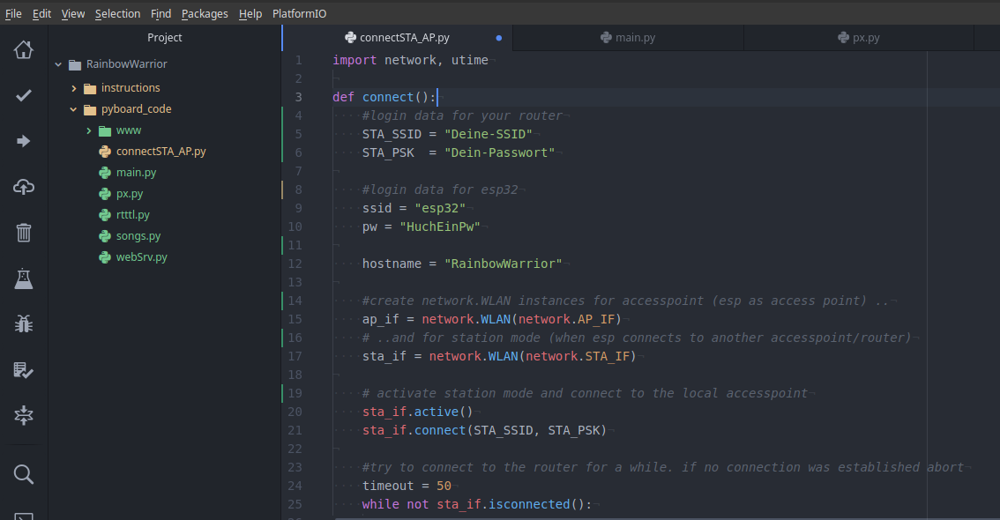 File Edit View Selection Find Packages Help PlatformIO
Project
RainbowWarrior
instructions
pyboard_code
www
connectSTA_AP.py
main.py
px.py
rtttl.py
songs.py
webSrv.py
connectSTA_AP.py main.py px.py
1 import network, utime
2
3 def connect():
4 #login data for your router
5 STA_SSID = "Deine-SSID"
6 STA_PSK  = "Dein-Passwort"
7
8 #login data for esp32
9 ssid = "esp32"
10 pw = "HuchEinPw"
11
12 hostname = "RainbowWarrior"
13
14 #create network.WLAN instances for accesspoint (esp as access point) ..
15 ap_if = network.WLAN(network.AP_IF)
16 # ..and for station mode (when esp connects to another accesspoint/router)
17 sta_if = network.WLAN(network.STA_IF)
18
19 # activate station mode and connect to the local accesspoint
20 sta_if.active()
21 sta_if.connect(STA_SSID, STA_PSK)
22
23 #try to connect to the router for a while. if no connection was established abort
24 timeout = 50
25 while not sta_if.isconnected():